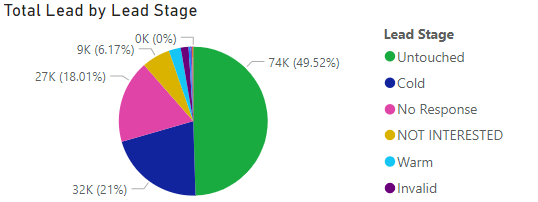 Total Lead by Lead Stage
0K (0%)
9K (6.17%)
27K (18.01%)
32K (21%)
74K (49.52%)
Lead Stage
Untouched
Cold
No Response
NOT INTERESTED
Warm
Invalid